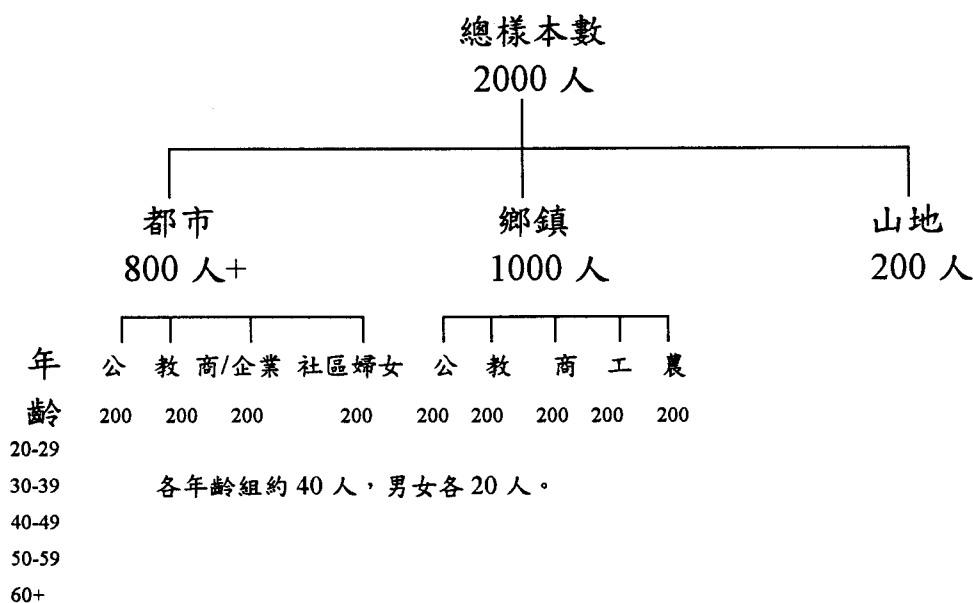 總樣本數
2000 人
都市 鄉鎮 山地
800 人+ 1000 人 200 人
年 公 教 商/企業 社區婦女 公 教 商 工 農
齡 200 200 200 200 200 200 200 200 200
20-29
30-39 各年齡組約 40 人，男女各 20 人。
40-49
50-59
60+